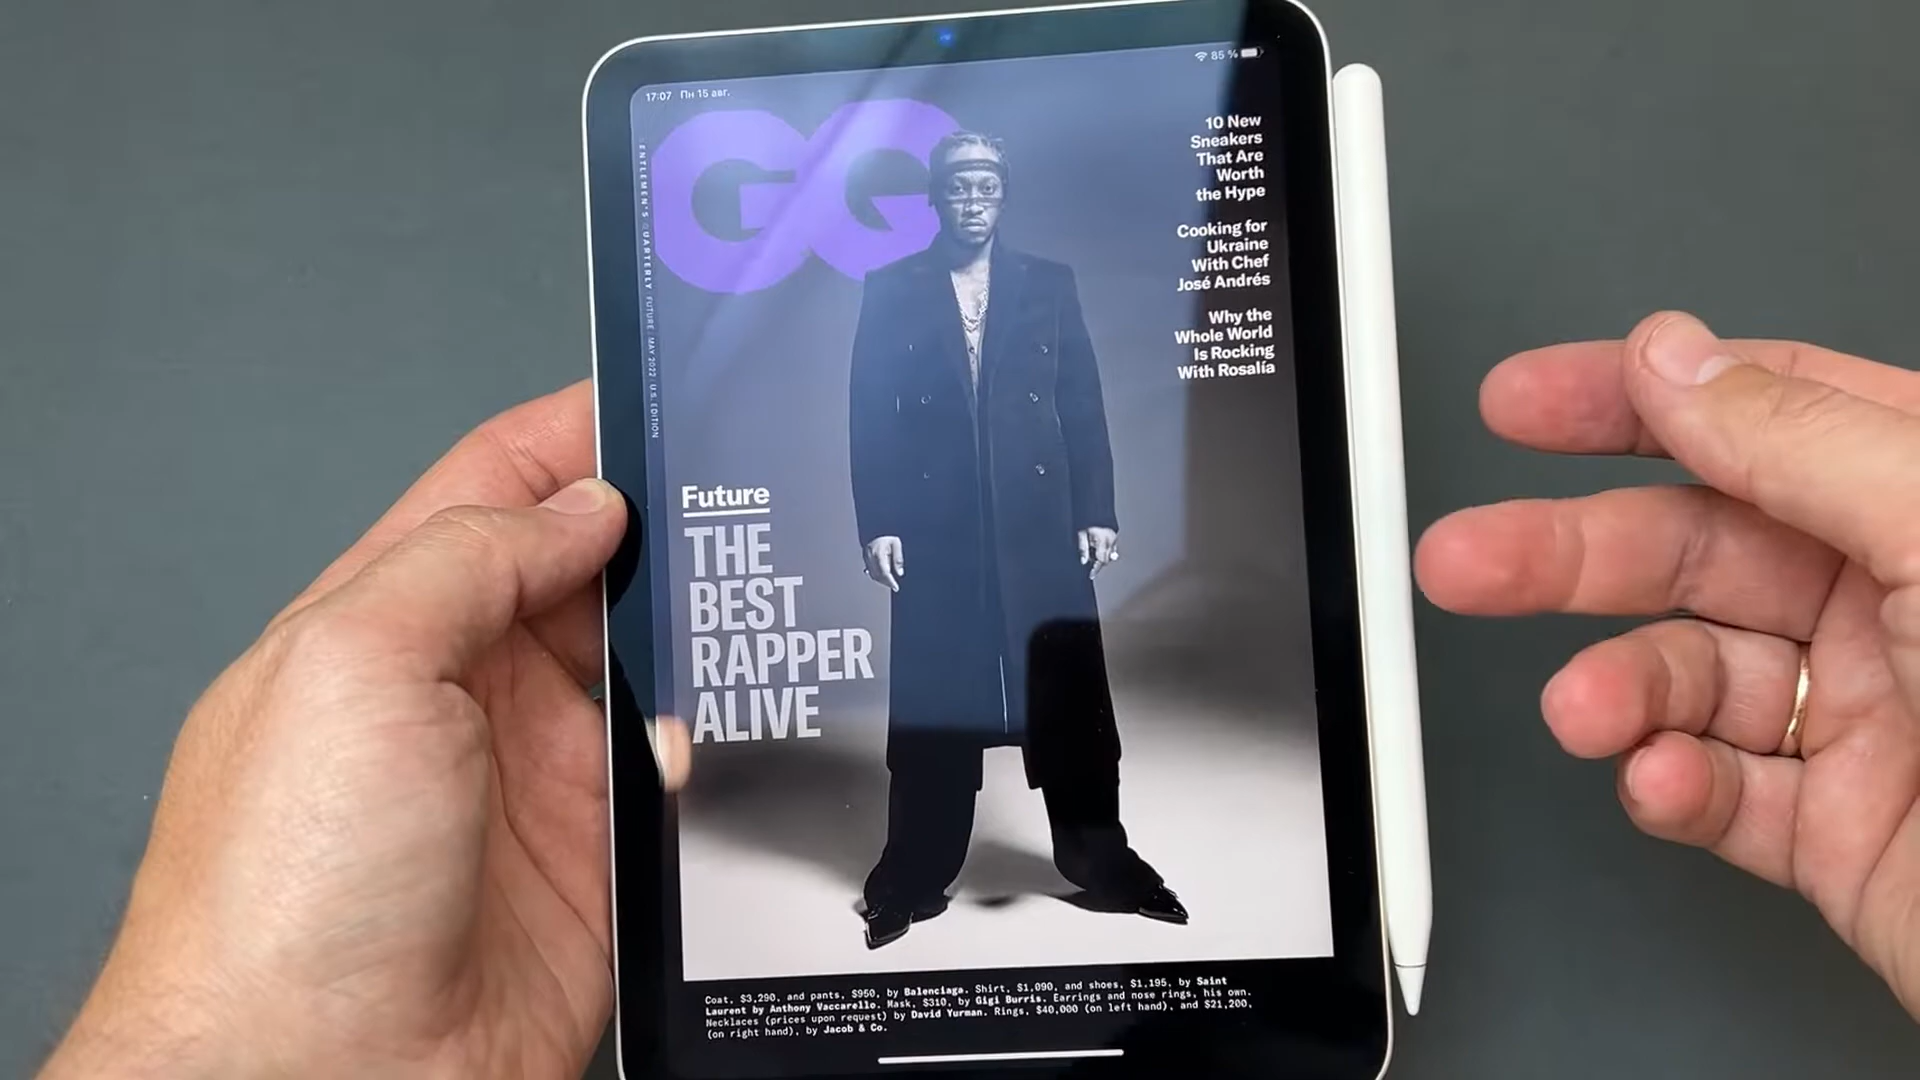 17:07 Пн 15 авг.
85 %
GQ
GENTLEMEN'S QUARTERLY / FUTURE / MAY 2022 / U.S. EDITION
10 New
Sneakers
That Are
Worth
the Hype
Cooking for
Ukraine
With Chef
José Andrés
Why the
Whole World
Is Rocking
With Rosalía
Future
THE
BEST
RAPPER
ALIVE
Coat, $3,290, and pants, $950, by Balenciaga. Shirt, $1,090, and shoes, $1,195, by Saint
Laurent by Anthony Vaccarello. Mask, $310, by Gigi Burris. Earrings and nose rings, his own.
Necklaces (prices upon request) by David Yurman. Rings, $40,000 (on left hand), and $21,200,
(on right hand), by Jacob & Co.